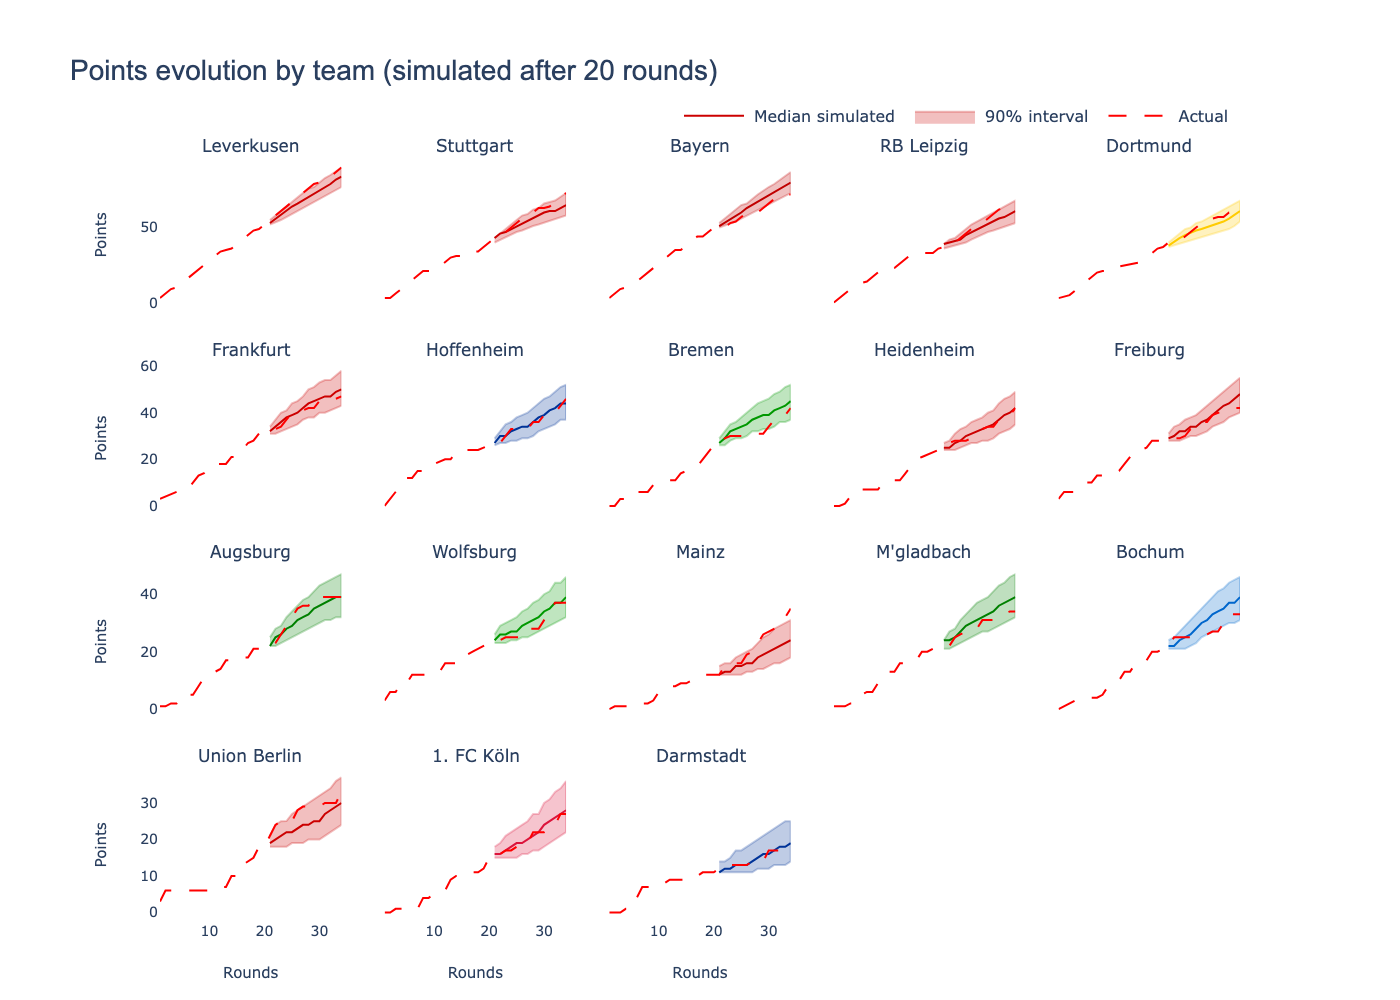 Points evolution by team (simulated after 20 rounds)
Median simulated 90% interval Actual
Leverkusen Stuttgart Bayern RB Leipzig Dortmund
Points
50
0
Frankfurt Hoffenheim Bremen Heidenheim Freiburg
Points
60
40
20
0
Augsburg Wolfsburg Mainz M'gladbach Bochum
Points
40
20
0
Union Berlin 1. FC Köln Darmstadt
Points
30
20
10
0
10 20 30 10 20 30 10 20 30
Rounds Rounds Rounds